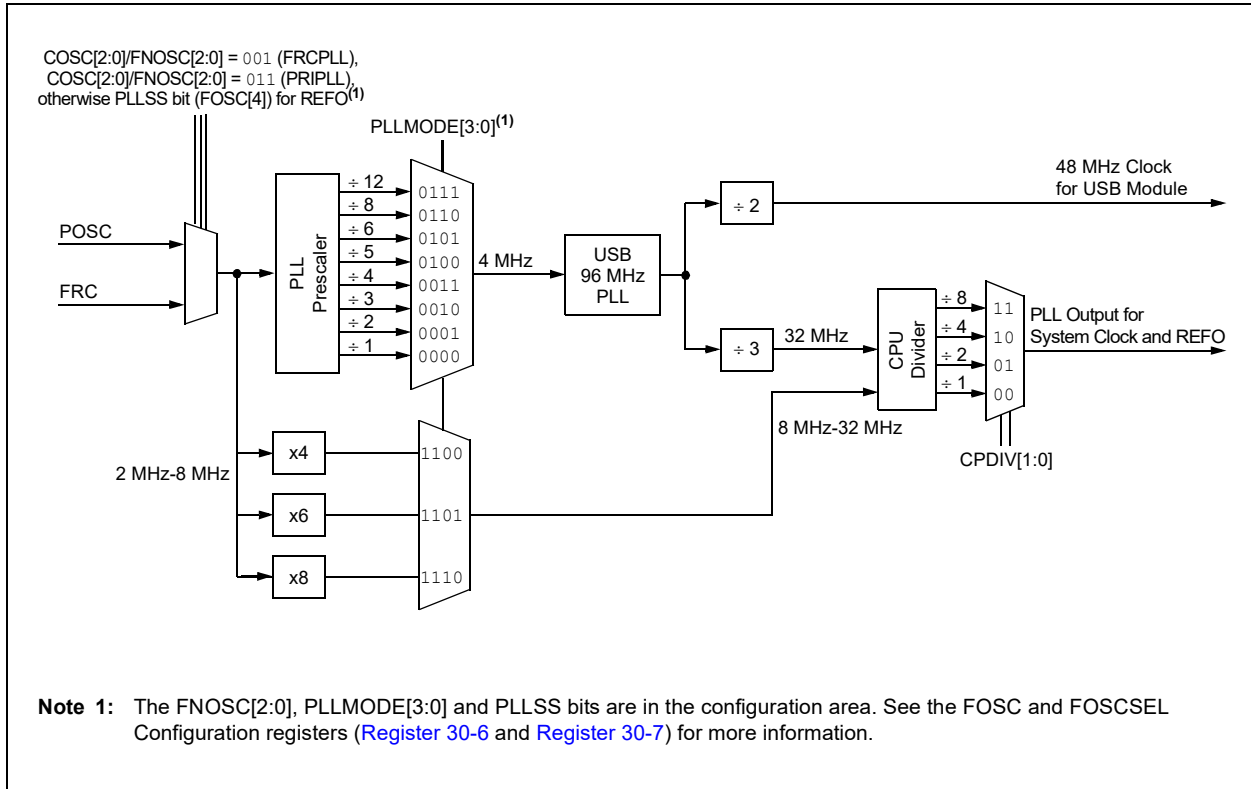 COSC[2:0]/FNOSC[2:0] = 001 (FRCPLL),
COSC[2:0]/FNOSC[2:0] = 011 (PRIPLL),
otherwise PLLSS bit (FOSC[4]) for REFO(1)
PLLMODE[3:0](1)
POSC
FRC
PLL
Prescaler
÷ 12
÷ 8
÷ 6
÷ 5
÷ 4
÷ 3
÷ 2
÷ 1
0111
0110
0101
0100
0011
0010
0001
0000
4 MHz
USB
96 MHz
PLL
÷ 2
48 MHz Clock
for USB Module
÷ 3
32 MHz
CPU
Divider
÷ 8
÷ 4
÷ 2
÷ 1
11
10
01
00
PLL Output for
System Clock and REFO
CPDIV[1:0]
8 MHz-32 MHz
2 MHz-8 MHz
x4
x6
x8
1100
1101
1110
Note 1: The FNOSC[2:0], PLLMODE[3:0] and PLLSS bits are in the configuration area. See the FOSC and FOSCSEL
Configuration registers (Register 30-6 and Register 30-7) for more information.